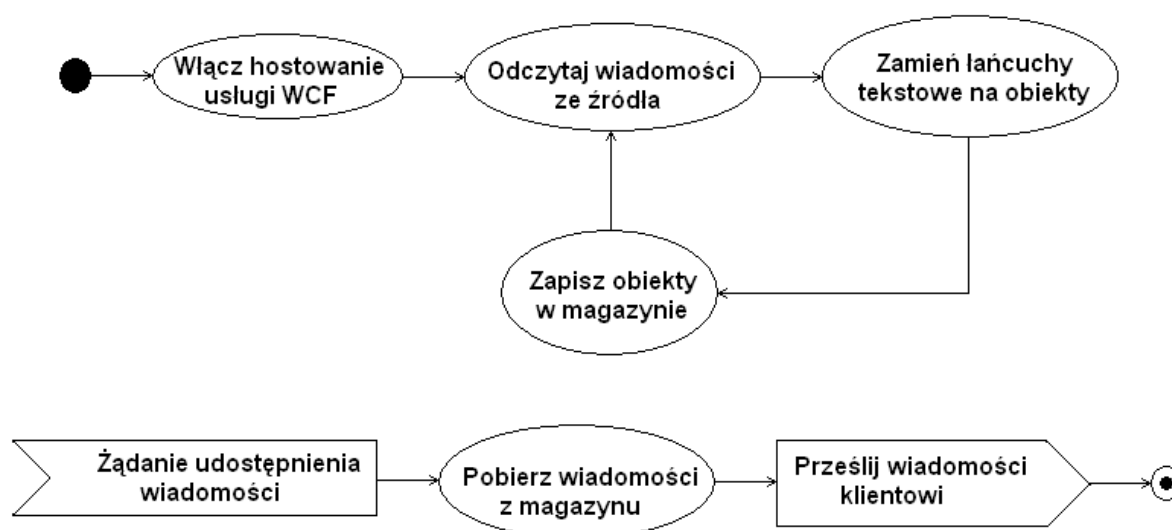 Włącz hostowanie
usługi WCF
Odczytaj wiadomości
ze źródła
Zamień łańcuchy
tekstowe na obiekty
Zapisz obiekty
w magazynie
Żądanie udostępnienia
wiadomości
Pobierz wiadomości
z magazynu
Prześlij wiadomości
klientowi